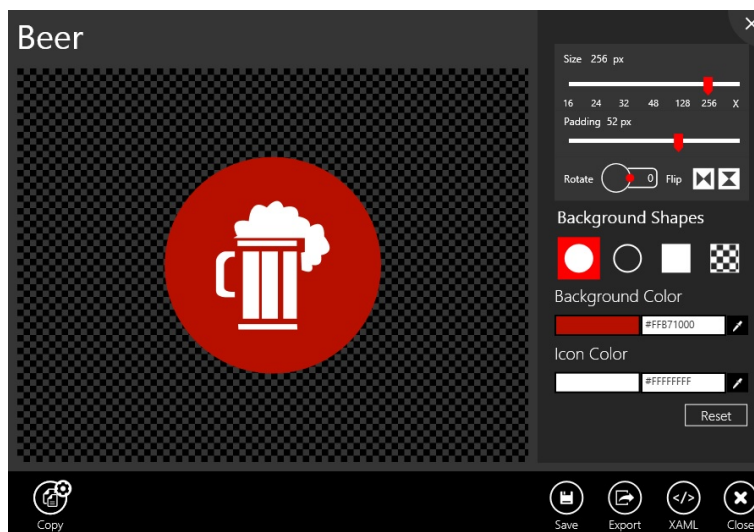 Beer
Size 256 px
16 24 32 48 128 256 X
Padding 52 px
Rotate 0 Flip
Background Shapes
Background Color
#FFB71000
Icon Color
#FFFFFFFF
Reset
Copy Save Export XAML Close